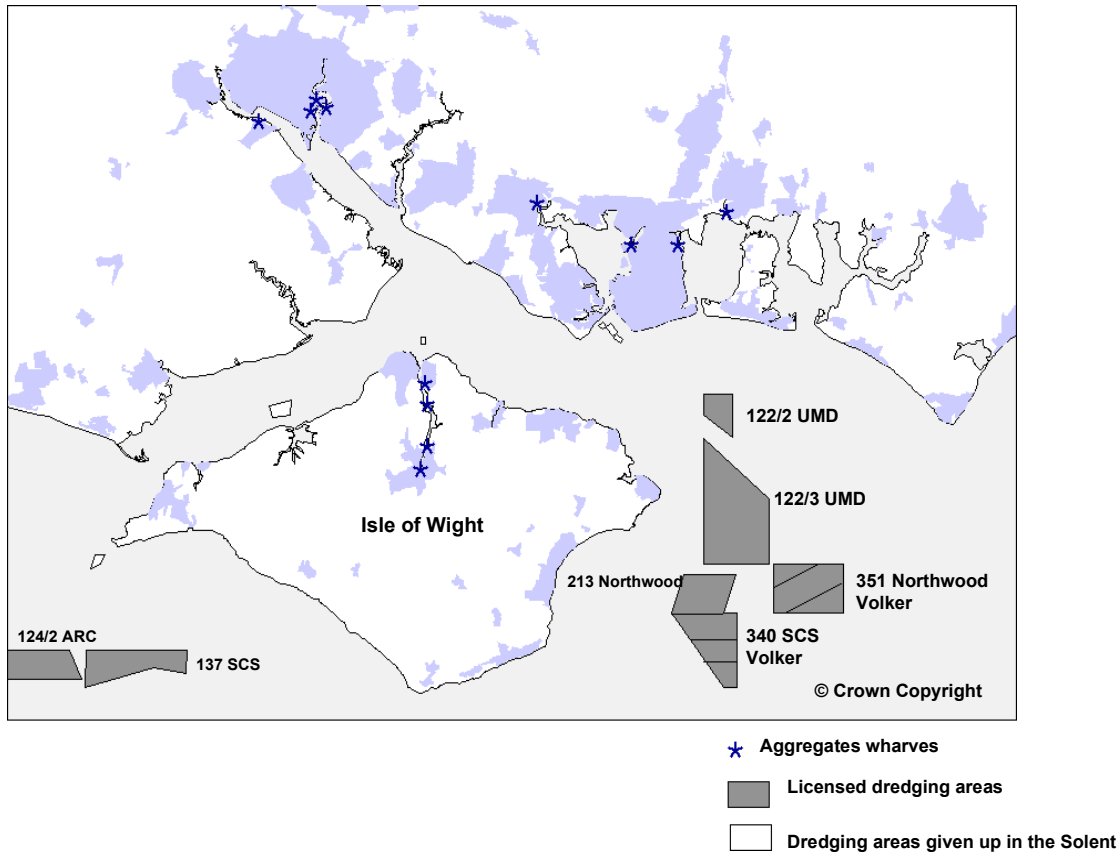 122/2 UMD
122/3 UMD
Isle of Wight
213 Northwood
351 Northwood
Volker
124/2 ARC
340 SCS
Volker
137 SCS
© Crown Copyright
Aggregates wharves
Licensed dredging areas
Dredging areas given up in the Solent